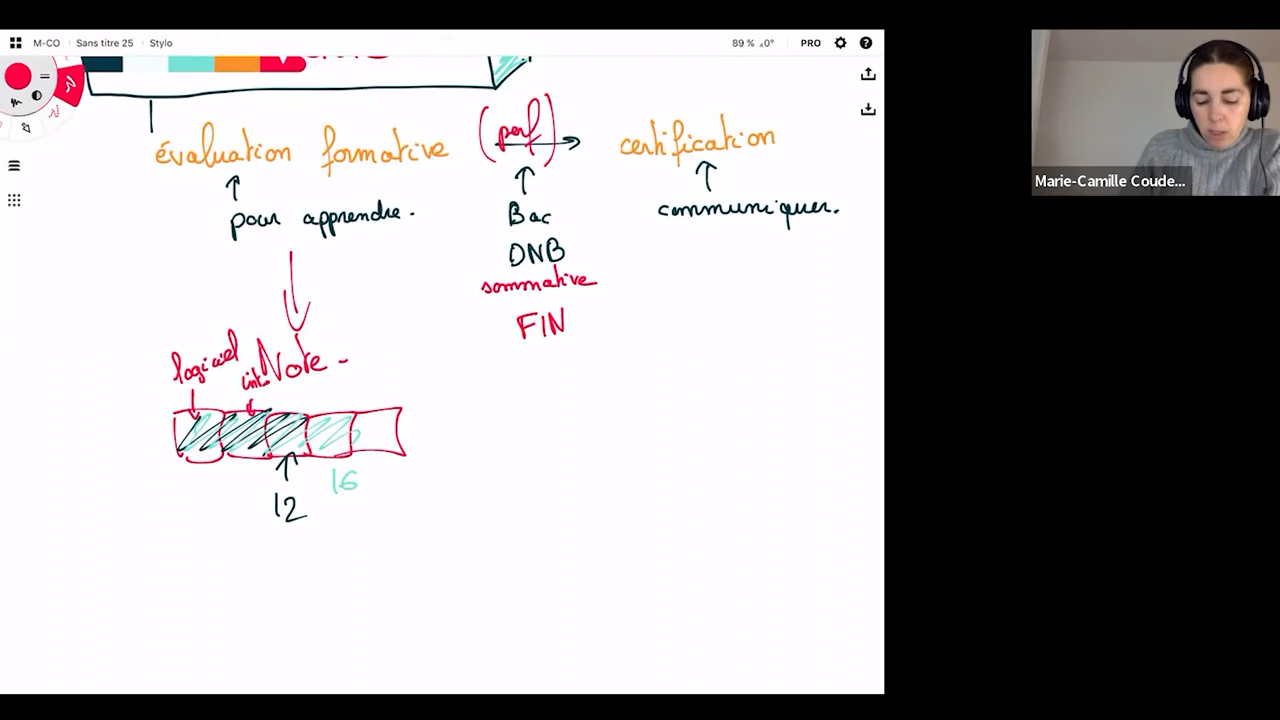 M-CO Sans titre 25 Stylo 89 % ∠0° PRO
évaluation formative (perf) certification
pour apprendre. Bac communiquer.
DNB
sommative
FIN
logiciel
Note -
12 16
Marie-Camille Coude...